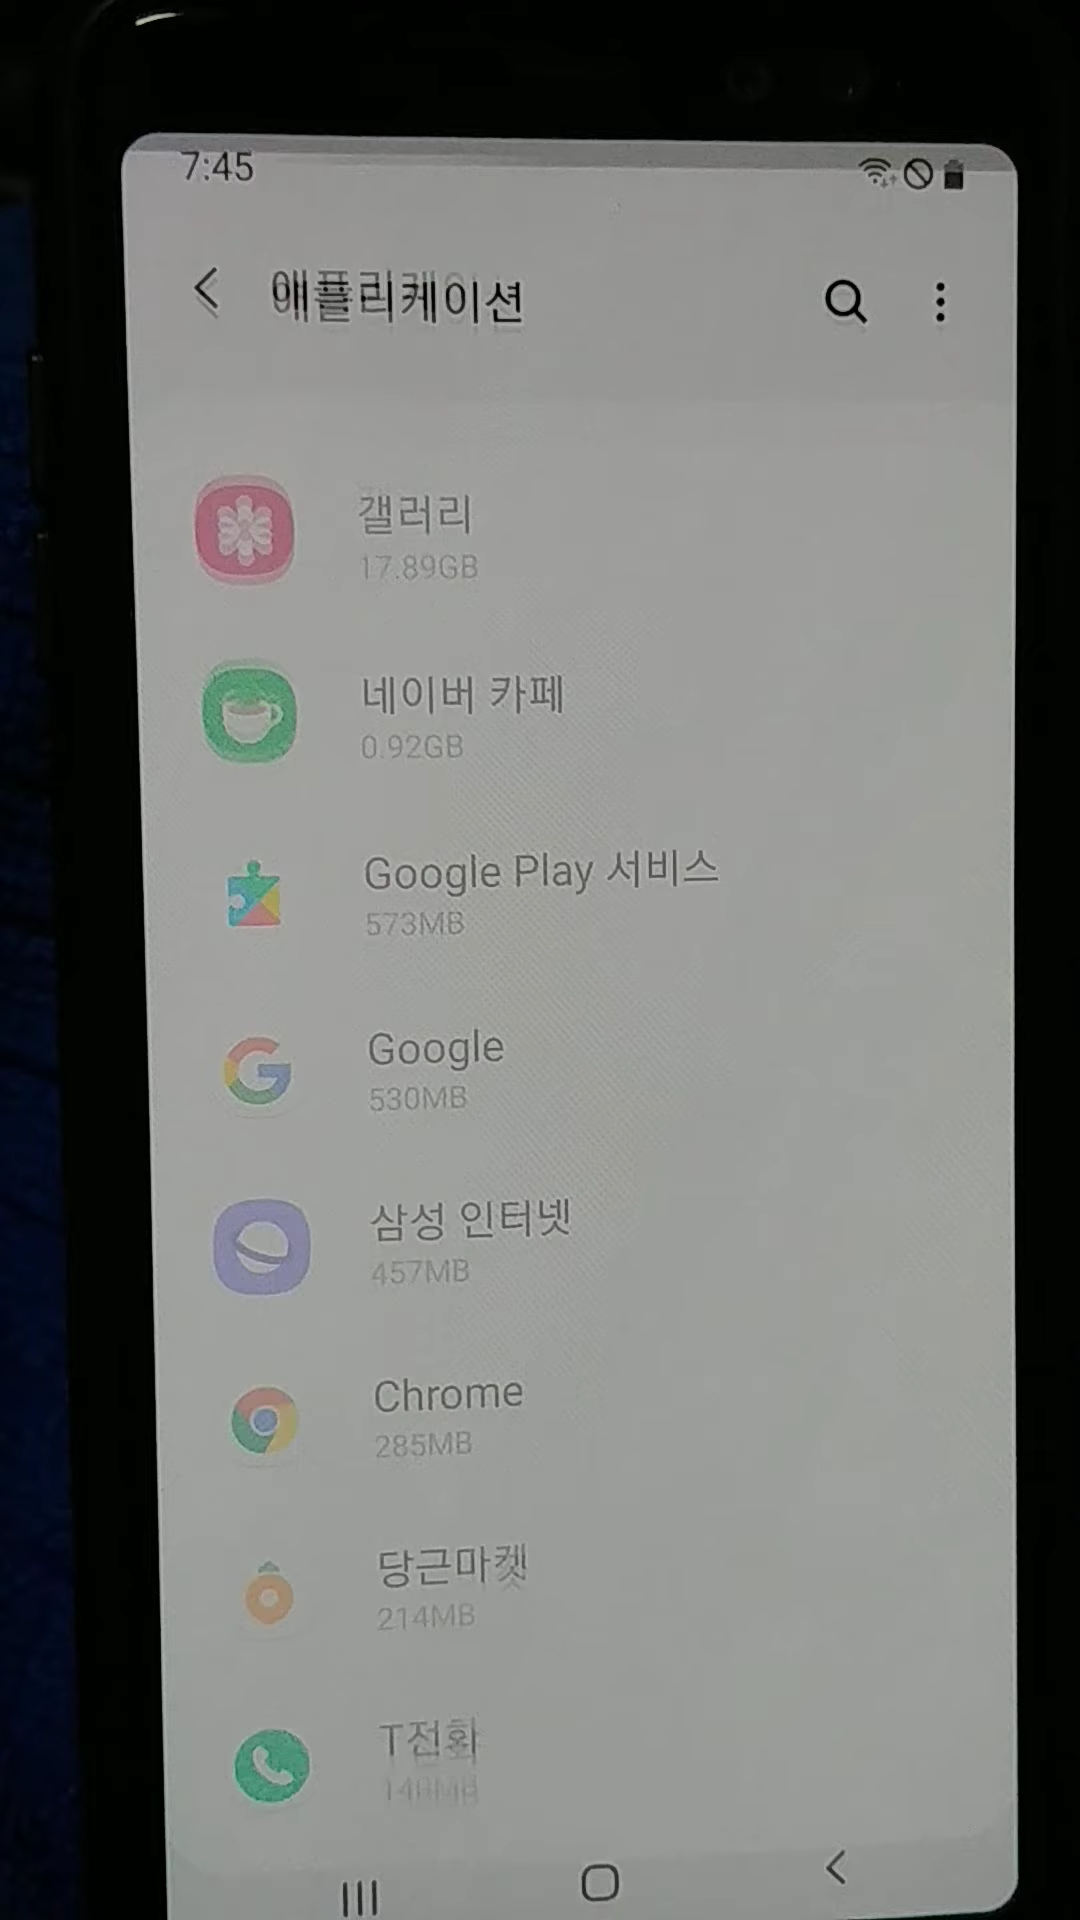 7:45
애플리케이션
갤러리
17.89GB
네이버 카페
0.92GB
Google Play 서비스
573MB
Google
530MB
삼성 인터넷
457MB
Chrome
285MB
당근마켓
214MB
T전화